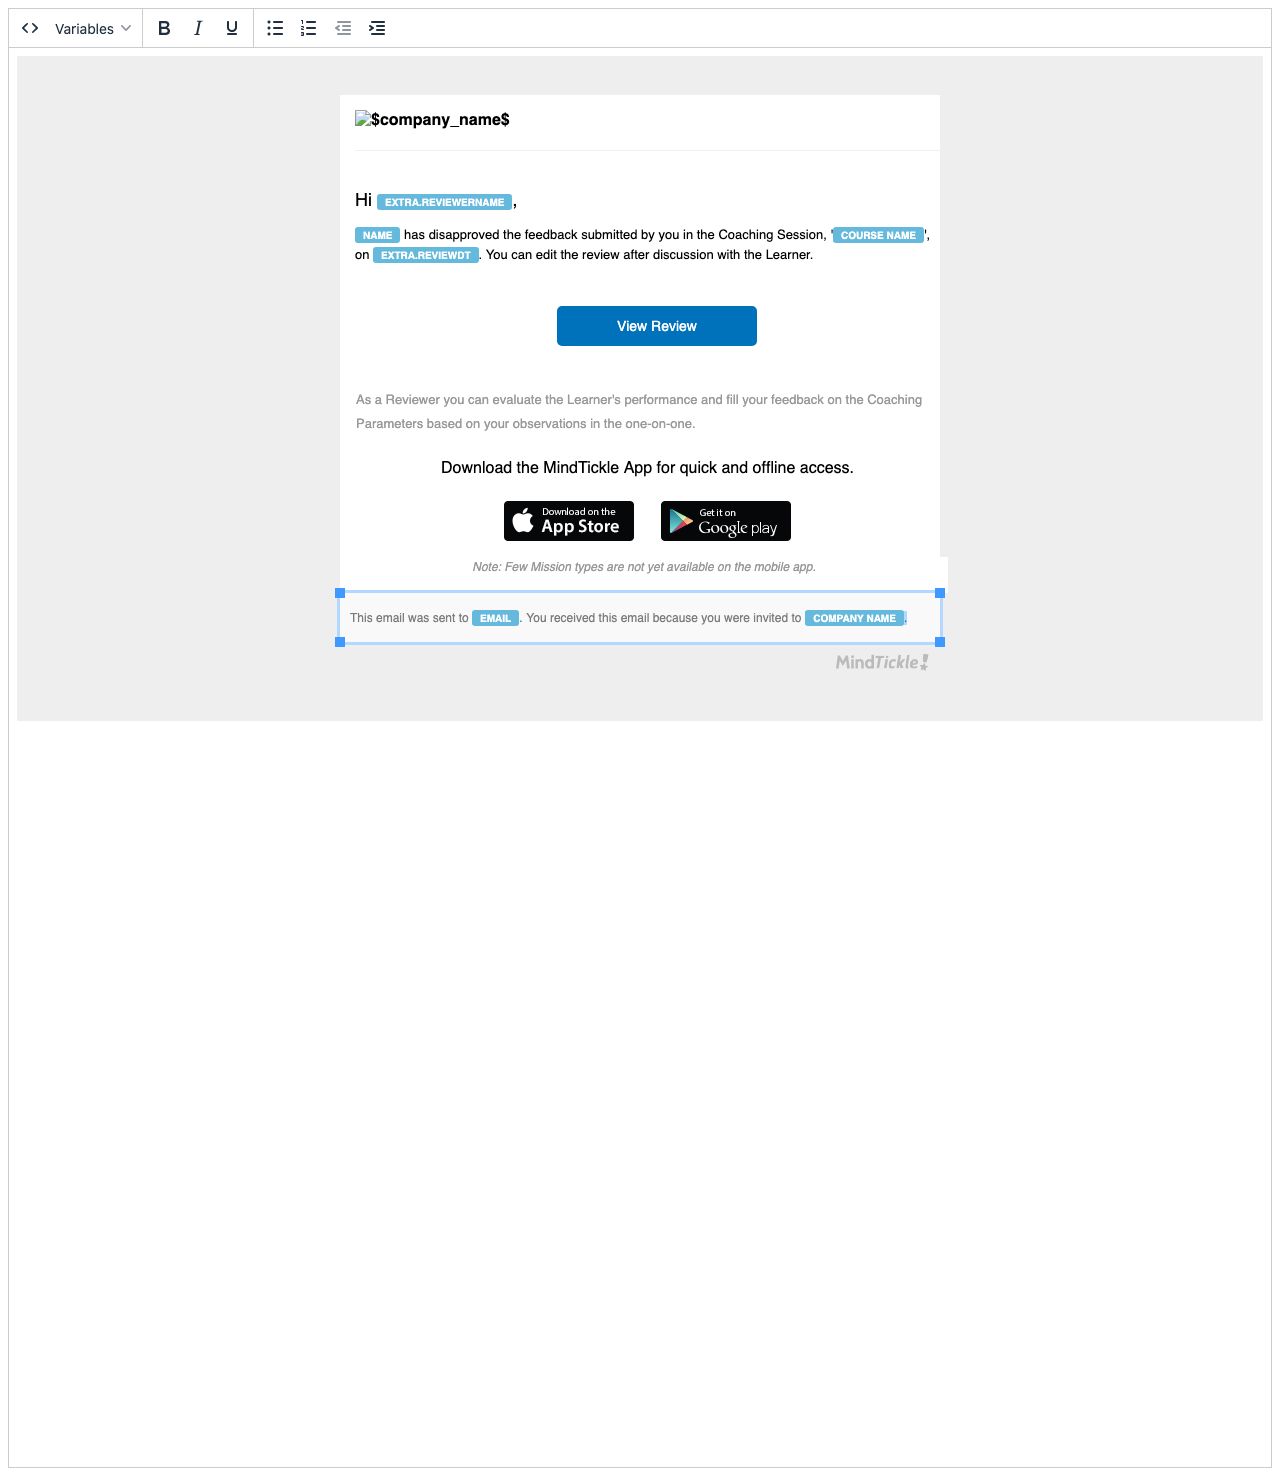 Variables
$company_name$
Hi EXTRA.REVIEWERNAME,
NAME has disapproved the feedback submitted by you in the Coaching Session, 'COURSE NAME',
on EXTRA.REVIEWDT. You can edit the review after discussion with the Learner.
View Review
As a Reviewer you can evaluate the Learner's performance and fill your feedback on the Coaching
Parameters based on your observations in the one-on-one.
Download the MindTickle App for quick and offline access.
Download on the
App Store
Get it on
Google play
Note: Few Mission types are not yet available on the mobile app.
This email was sent to EMAIL. You received this email because you were invited to COMPANY NAME.
MindTickle!